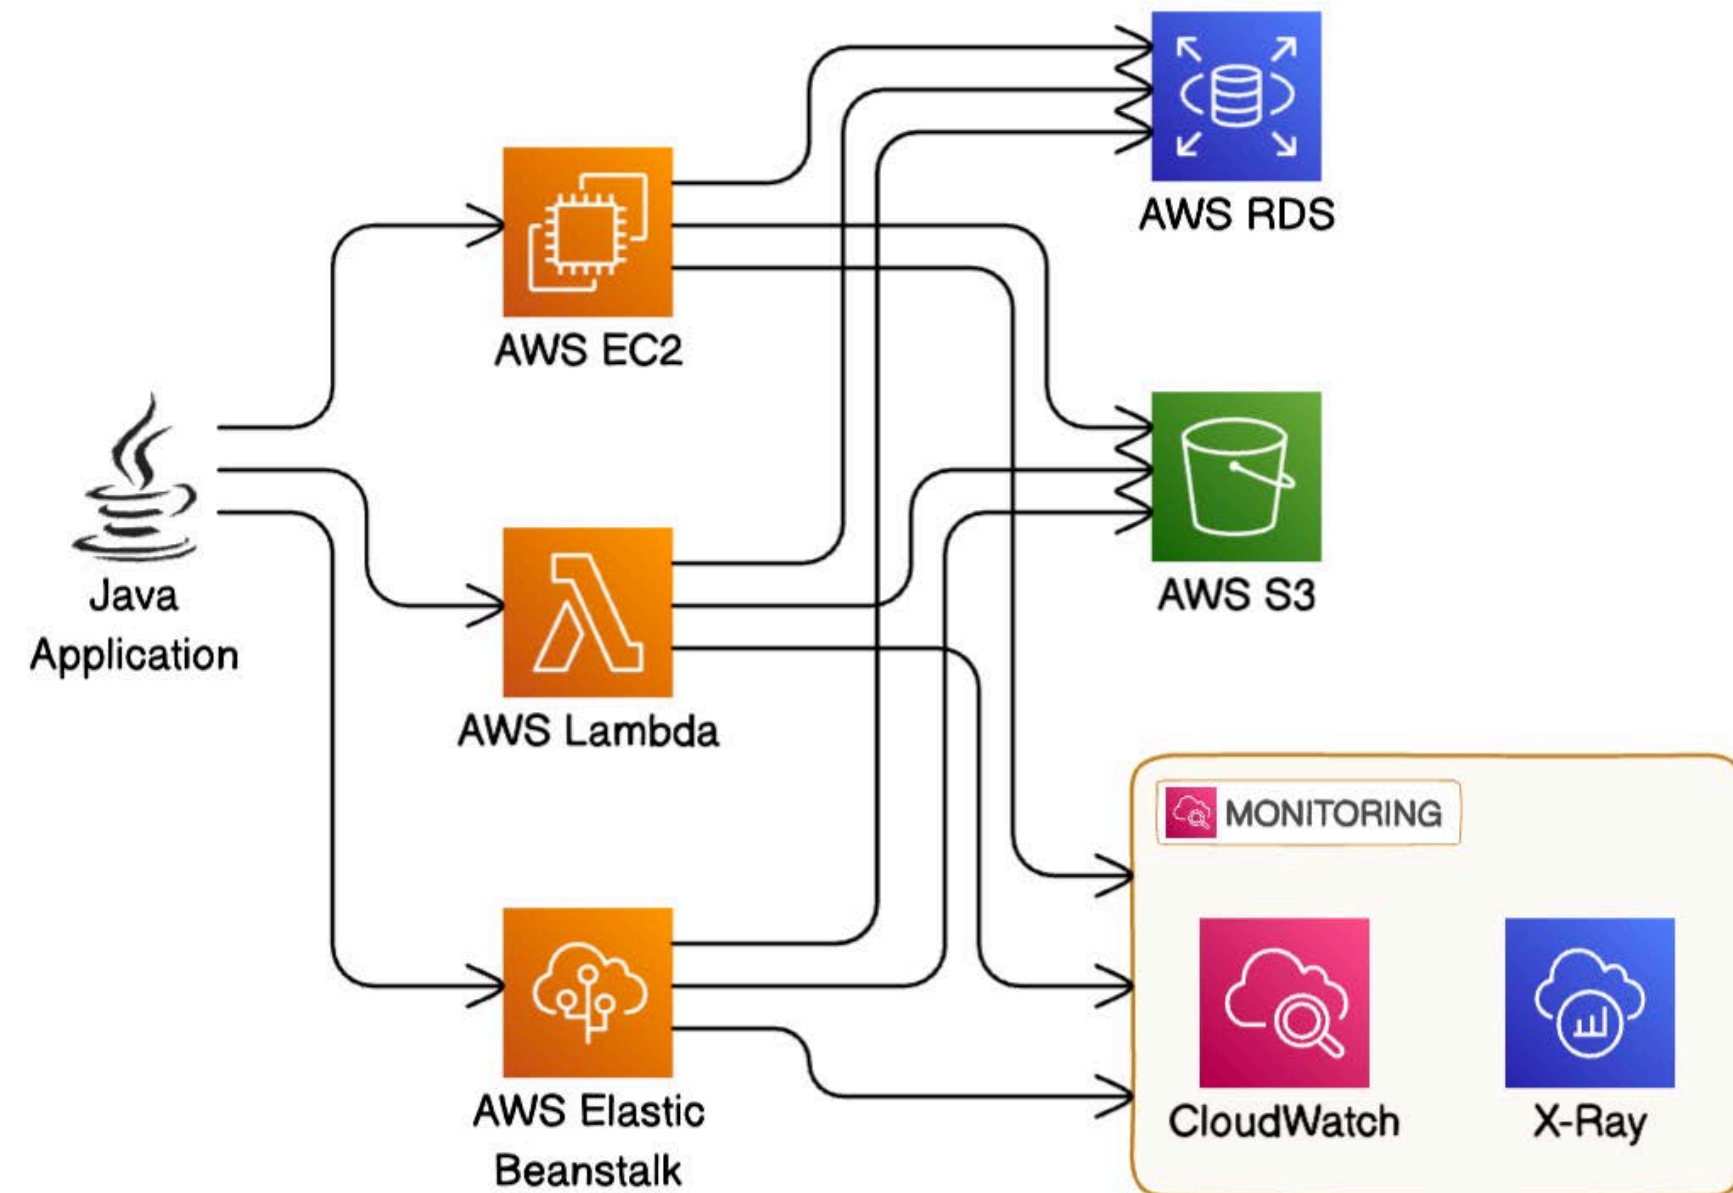 AWS RDS
AWS EC2
Java
Application
AWS S3
AWS Lambda
MONITORING
AWS Elastic
Beanstalk
CloudWatch
X-Ray